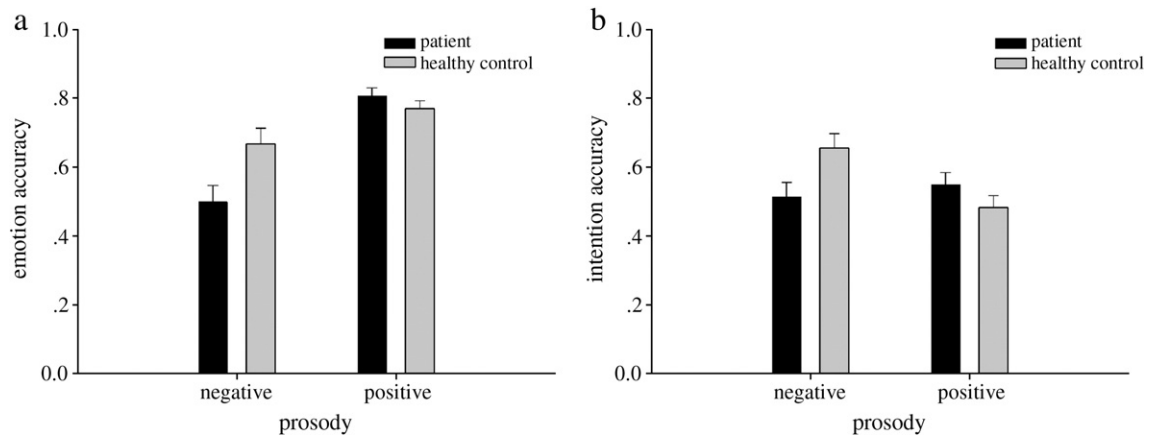 a
1.0
.8
.6
.4
.2
0.0
emotion accuracy
patient
healthy control
negative positive
prosody
b
1.0
.8
.6
.4
.2
0.0
intention accuracy
patient
healthy control
negative positive
prosody